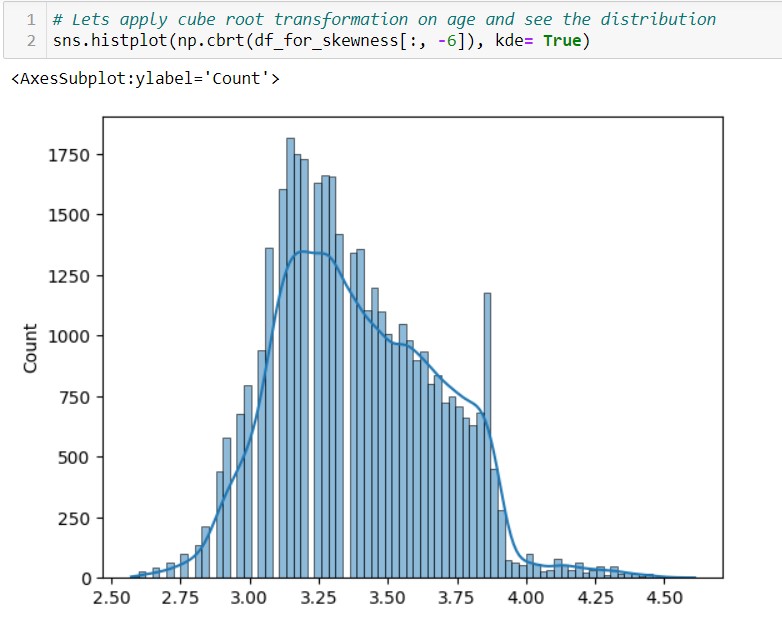 1 # Lets apply cube root transformation on age and see the distribution
2 sns.histplot(np.cbrt(df_for_skewness[:, -6]), kde= True)
<AxesSubplot:ylabel='Count'>
1750
1500
1250
1000
750
500
250
0
Count
2.50 2.75 3.00 3.25 3.50 3.75 4.00 4.25 4.50